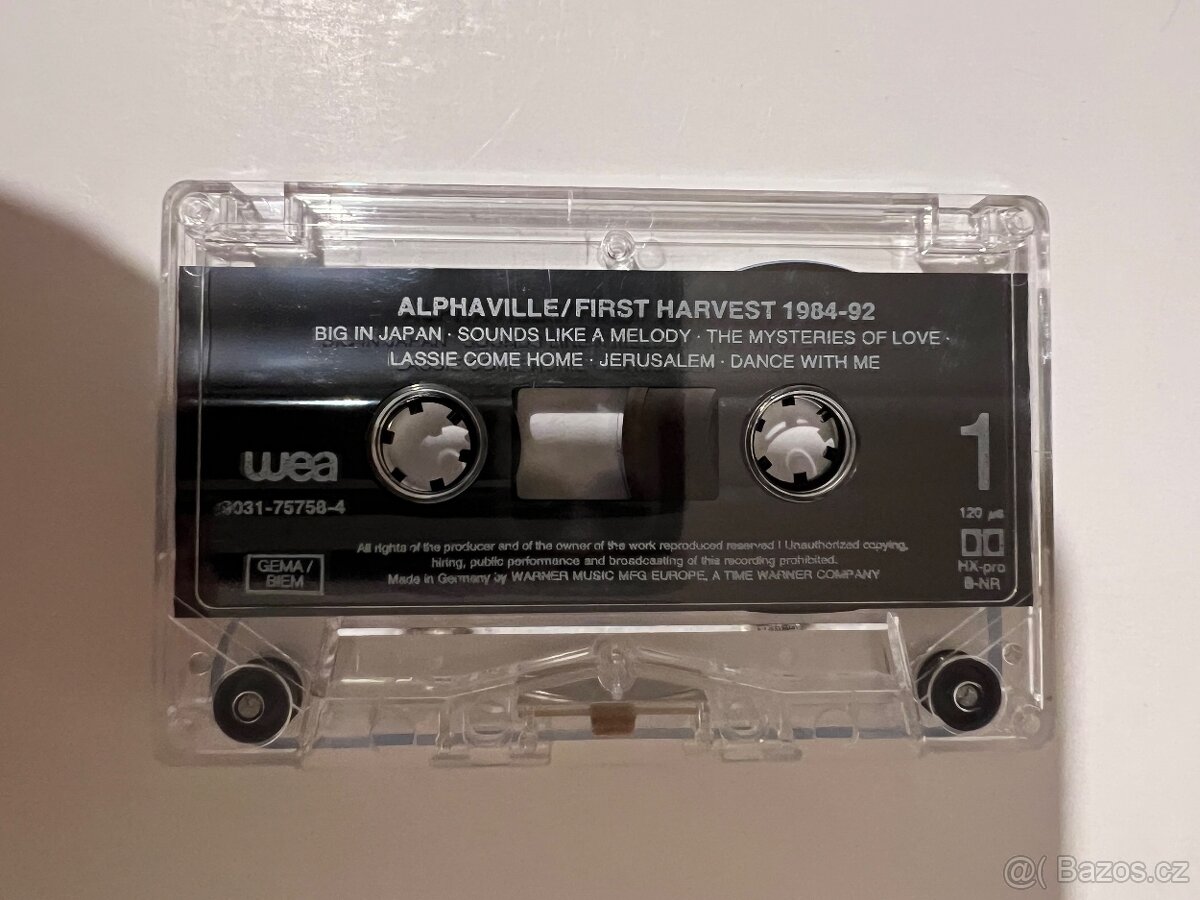 ALPHAVILLE/FIRST HARVEST 1984-92
BIG IN JAPAN · SOUNDS LIKE A MELODY · THE MYSTERIES OF LOVE ·
LASSIE COME HOME · JERUSALEM · DANCE WITH ME
wea
9031-75758-4
1
120 µs
HX-pro
B-NR
GEMA/
BIEM
All rights of the producer and of the owner of the work reproduced reserved ! Unauthorized copying,
hiring, public performance and broadcasting of this recording prohibited.
Made in Germany by WARNER MUSIC MFG EUROPE, A TIME WARNER COMPANY
@( Bazos.cz